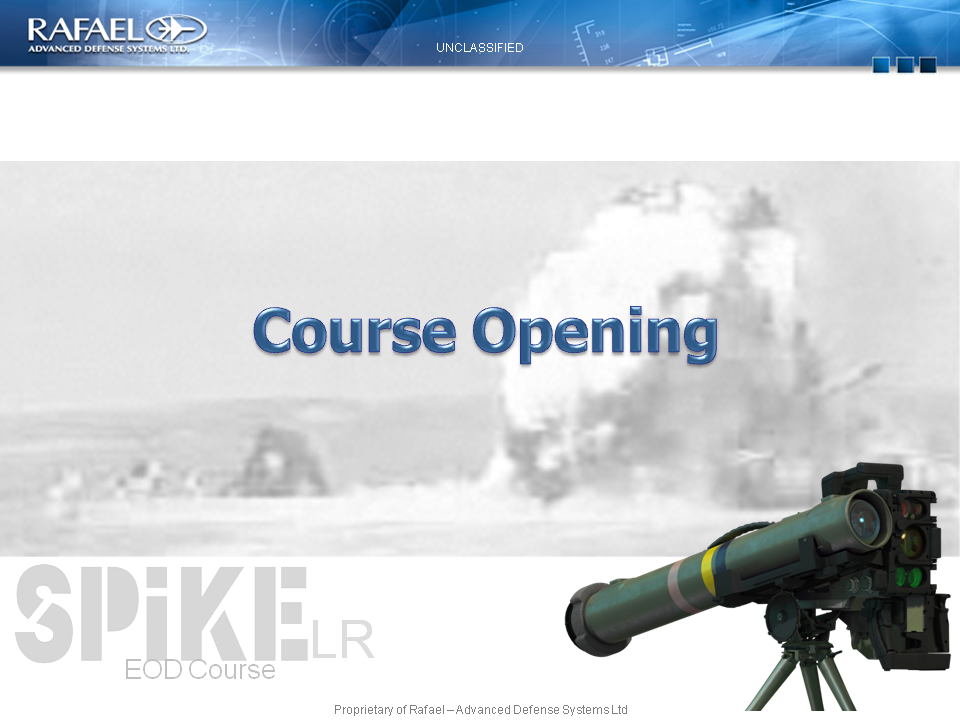 RAFAEL
ADVANCED DEFENSE SYSTEMS LTD.
UNCLASSIFIED
Course Opening
SPiKE LR
EOD Course
Proprietary of Rafael – Advanced Defense Systems Ltd